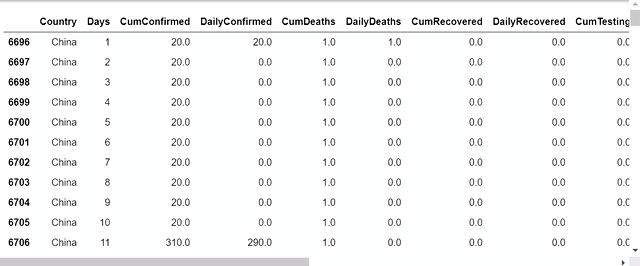 Country Days CumConfirmed DailyConfirmed CumDeaths DailyDeaths CumRecovered DailyRecovered CumTesting
6696 China 1 20.0 20.0 1.0 1.0 0.0 0.0 0.0
6697 China 2 20.0 0.0 1.0 0.0 0.0 0.0 0.0
6698 China 3 20.0 0.0 1.0 0.0 0.0 0.0 0.0
6699 China 4 20.0 0.0 1.0 0.0 0.0 0.0 0.0
6700 China 5 20.0 0.0 1.0 0.0 0.0 0.0 0.0
6701 China 6 20.0 0.0 1.0 0.0 0.0 0.0 0.0
6702 China 7 20.0 0.0 1.0 0.0 0.0 0.0 0.0
6703 China 8 20.0 0.0 1.0 0.0 0.0 0.0 0.0
6704 China 9 20.0 0.0 1.0 0.0 0.0 0.0 0.0
6705 China 10 20.0 0.0 1.0 0.0 0.0 0.0 0.0
6706 China 11 310.0 290.0 1.0 0.0 0.0 0.0 0.0